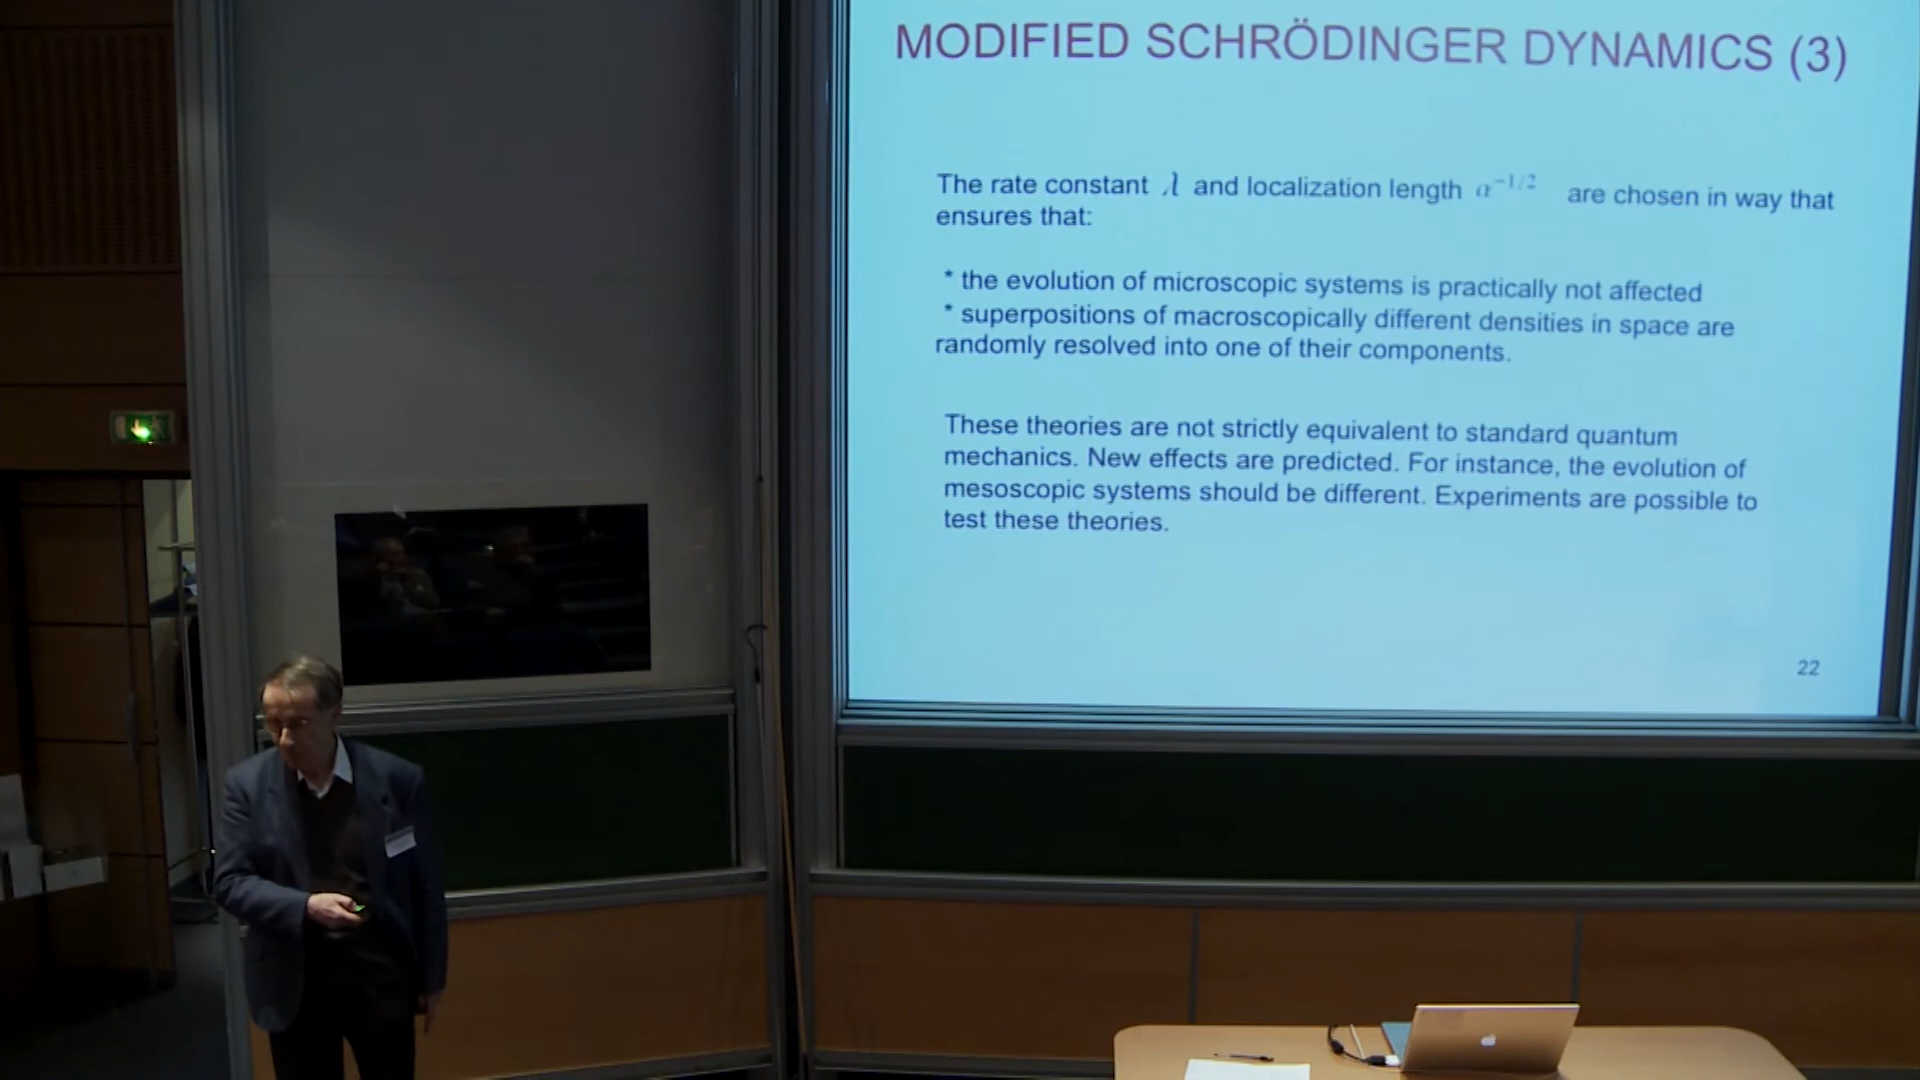 MODIFIED SCHRÖDINGER DYNAMICS (3)
The rate constant λ and localization length α^{-1/2} are chosen in way that
ensures that:
* the evolution of microscopic systems is practically not affected
* superpositions of macroscopically different densities in space are
randomly resolved into one of their components.
These theories are not strictly equivalent to standard quantum
mechanics. New effects are predicted. For instance, the evolution of
mesoscopic systems should be different. Experiments are possible to
test these theories.
22